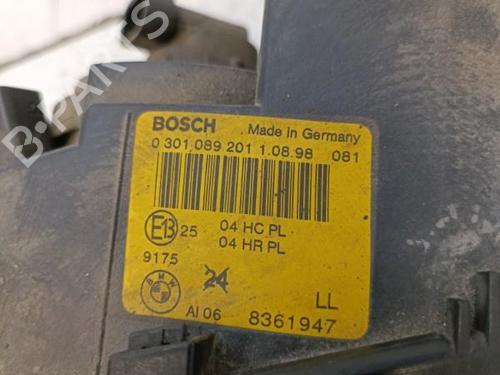 BOSCH Made in Germany
0 301 089 201 1.08.98 081
E13 25 04 HC PL
04 HR PL
9175
24
BMW LL
AI 06 8361947
B-PARTS